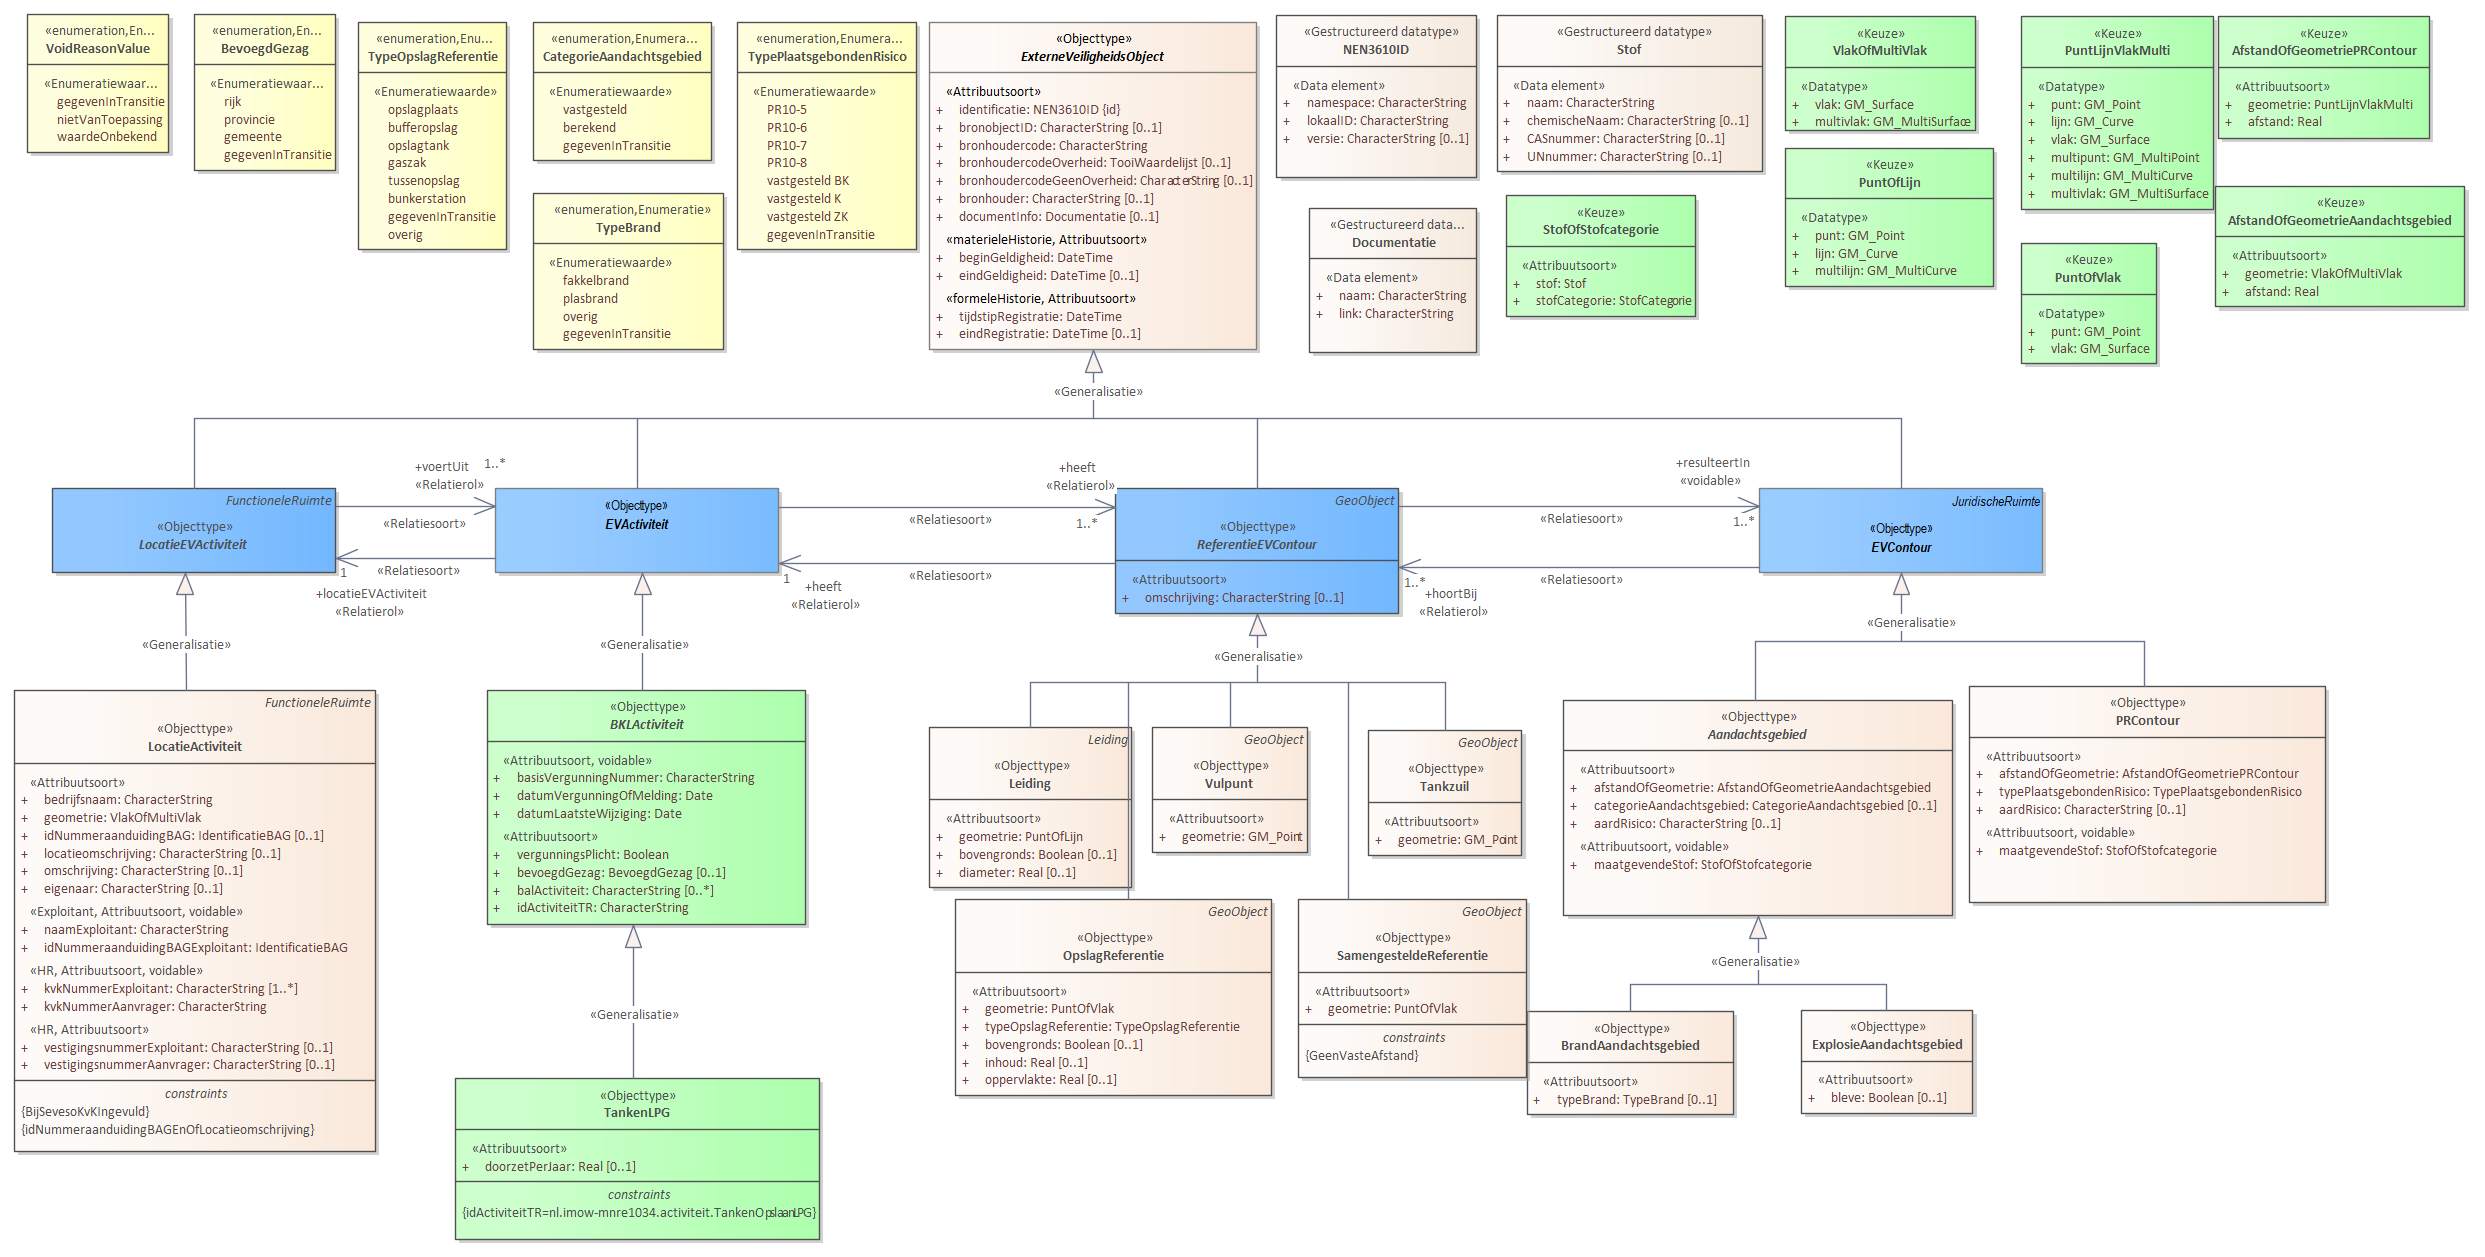 «enumeration,En...
VoidReasonValue
«Enumeratiewaar...
gegevenInTransitie
nietVanToepassing
waardeOnbekend
«enumeration,En...
BevoegdGezag
«Enumeratiewaar...
rijk
provincie
gemeente
gegevenInTransitie
«enumeration,Enu...
TypeOpslagReferentie
«Enumeratiewaarde»
opslagplaats
bufferopslag
opslagtank
gaszak
tussenopslag
bunkerstation
gegevenInTransitie
overig
«enumeration,Enumera...
CategorieAandachtsgebied
«Enumeratiewaarde»
vastgesteld
berekend
gegevenInTransitie
«enumeration,Enumeratie»
TypeBrand
«Enumeratiewaarde»
fakkelbrand
plasbrand
overig
gegevenInTransitie
«enumeration,Enumera...
TypePlaatsgebondenRisico
«Enumeratiewaarde»
PR10-5
PR10-6
PR10-7
PR10-8
vastgesteld BK
vastgesteld K
vastgesteld ZK
gegevenInTransitie
«Objecttype»
ExterneVeiligheidsObject
«Attribuutsoort»
+ identificatie: NEN3610ID {id}
+ bronobjectID: CharacterString [0..1]
+ bronhoudercode: CharacterString
+ bronhoudercodeOverheid: TooiWaardelijst [0..1]
+ bronhoudercodeGeenOverheid: CharacterString [0..1]
+ bronhouder: CharacterString [0..1]
+ documentInfo: Documentatie [0..1]
«materieleHistorie, Attribuutsoort»
+ beginGeldigheid: DateTime
+ eindGeldigheid: DateTime [0..1]
«formeleHistorie, Attribuutsoort»
+ tijdstipRegistratie: DateTime
+ eindRegistratie: DateTime [0..1]
«Gestructureerd datatype»
NEN3610ID
«Data element»
+ namespace: CharacterString
+ lokaalID: CharacterString
+ versie: CharacterString [0..1]
«Gestructureerd data...
Documentatie
«Data element»
+ naam: CharacterString
+ link: CharacterString
«Gestructureerd datatype»
Stof
«Data element»
+ naam: CharacterString
+ chemischeNaam: CharacterString [0..1]
+ CASnummer: CharacterString [0..1]
+ UNnummer: CharacterString [0..1]
«Keuze»
StofOfStofcategorie
«Attribuutsoort»
+ stof: Stof
+ stofCategorie: StofCategorie
«Keuze»
VlakOfMultiVlak
«Datatype»
+ vlak: GM_Surface
+ multivlak: GM_MultiSurface
«Keuze»
PuntOfLijn
«Datatype»
+ punt: GM_Point
+ lijn: GM_Curve
+ multilijn: GM_MultiCurve
«Keuze»
PuntLijnVlakMulti
«Datatype»
+ punt: GM_Point
+ lijn: GM_Curve
+ vlak: GM_Surface
+ multipunt: GM_MultiPoint
+ multilijn: GM_MultiCurve
+ multivlak: GM_MultiSurface
«Keuze»
PuntOfVlak
«Datatype»
+ punt: GM_Point
+ vlak: GM_Surface
«Keuze»
AfstandOfGeometriePRContour
«Attribuutsoort»
+ geometrie: PuntLijnVlakMulti
+ afstand: Real
«Keuze»
AfstandOfGeometrieAandachtsgebied
«Attribuutsoort»
+ geometrie: VlakOfMultiVlak
+ afstand: Real
«Generalisatie»
FunctioneleRuimte
«Objecttype»
LocatieEVActiviteit
+voertUit
«Relatierol»
1..*
«Relatiesoort»
«Relatiesoort»
1
+locatieEVActiviteit
«Relatierol»
«Objecttype»
EVActiviteit
+heeft
«Relatierol»
1..*
«Relatiesoort»
«Relatiesoort»
1
+heeft
«Relatierol»
GeoObject
«Objecttype»
ReferentieEVContour
«Attribuutsoort»
+ omschrijving: CharacterString [0..1]
+resulteertIn
«voidable»
1..*
«Relatiesoort»
«Relatiesoort»
1..*
+hoortBij
«Relatierol»
JuridischeRuimte
«Objecttype»
EVContour
«Generalisatie»
«Generalisatie»
«Generalisatie»
«Generalisatie»
FunctioneleRuimte
«Objecttype»
LocatieActiviteit
«Attribuutsoort»
+ bedrijfsnaam: CharacterString
+ geometrie: VlakOfMultiVlak
+ idNummeraanduidingBAG: IdentificatieBAG [0..1]
+ locatieomschrijving: CharacterString [0..1]
+ omschrijving: CharacterString [0..1]
+ eigenaar: CharacterString [0..1]
«Exploitant, Attribuutsoort, voidable»
+ naamExploitant: CharacterString
+ idNummeraanduidingBAGExploitant: IdentificatieBAG
«HR, Attribuutsoort, voidable»
+ kvkNummerExploitant: CharacterString [1..*]
+ kvkNummerAanvrager: CharacterString
«HR, Attribuutsoort»
+ vestigingsnummerExploitant: CharacterString [0..1]
+ vestigingsnummerAanvrager: CharacterString [0..1]
constraints
{BijSevesoKvKIngevuld}
{idNummeraanduidingBAGEnOfLocatieomschrijving}
«Objecttype»
BKLActiviteit
«Attribuutsoort, voidable»
+ basisVergunningNummer: CharacterString
+ datumVergunningOfMelding: Date
+ datumLaatsteWijziging: Date
«Attribuutsoort»
+ vergunningsPlicht: Boolean
+ bevoegdGezag: BevoegdGezag [0..1]
+ balActiviteit: CharacterString [0..*]
+ idActiviteitTR: CharacterString
«Generalisatie»
«Objecttype»
TankenLPG
«Attribuutsoort»
+ doorzetPerJaar: Real [0..1]
constraints
{idActiviteitTR=nl.imow-mnre1034.activiteit.TankenOpslaanLPG}
Leiding
«Objecttype»
Leiding
«Attribuutsoort»
+ geometrie: PuntOfLijn
+ bovengronds: Boolean [0..1]
+ diameter: Real [0..1]
GeoObject
«Objecttype»
Vulpunt
«Attribuutsoort»
+ geometrie: GM_Point
GeoObject
«Objecttype»
Tankzuil
«Attribuutsoort»
+ geometrie: GM_Point
GeoObject
«Objecttype»
OpslagReferentie
«Attribuutsoort»
+ geometrie: PuntOfVlak
+ typeOpslagReferentie: TypeOpslagReferentie
+ bovengronds: Boolean [0..1]
+ inhoud: Real [0..1]
+ oppervlakte: Real [0..1]
GeoObject
«Objecttype»
SamengesteldeReferentie
«Attribuutsoort»
+ geometrie: PuntOfVlak
constraints
{GeenVasteAfstand}
«Objecttype»
Aandachtsgebied
«Attribuutsoort»
+ afstandOfGeometrie: AfstandOfGeometrieAandachtsgebied
+ categorieAandachtsgebied: CategorieAandachtsgebied [0..1]
+ aardRisico: CharacterString [0..1]
«Attribuutsoort, voidable»
+ maatgevendeStof: StofOfStofcategorie
«Objecttype»
PRContour
«Attribuutsoort»
+ afstandOfGeometrie: AfstandOfGeometriePRContour
+ typePlaatsgebondenRisico: TypePlaatsgebondenRisico
+ aardRisico: CharacterString [0..1]
«Attribuutsoort, voidable»
+ maatgevendeStof: StofOfStofcategorie
«Generalisatie»
«Objecttype»
BrandAandachtsgebied
«Attribuutsoort»
+ typeBrand: TypeBrand [0..1]
«Objecttype»
ExplosieAandachtsgebied
«Attribuutsoort»
+ bleve: Boolean [0..1]